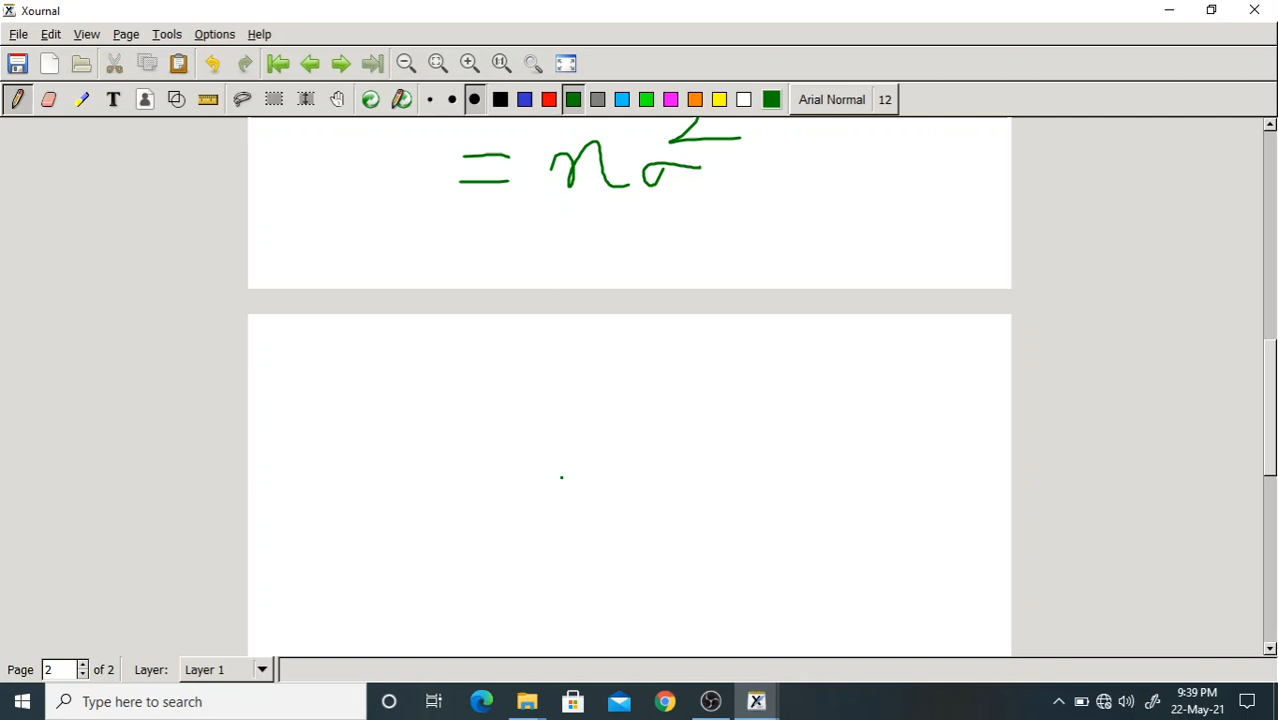 Xournal
File Edit View Page Tools Options Help
T Arial Normal 12
= nσ²
Page 2 of 2 Layer: Layer 1
Type here to search
9:39 PM
22-May-21